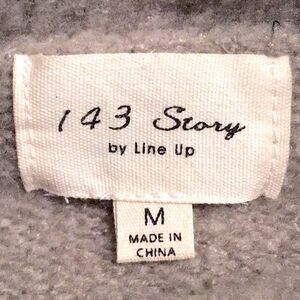 143 Story
by Line Up
M
MADE IN
CHINA